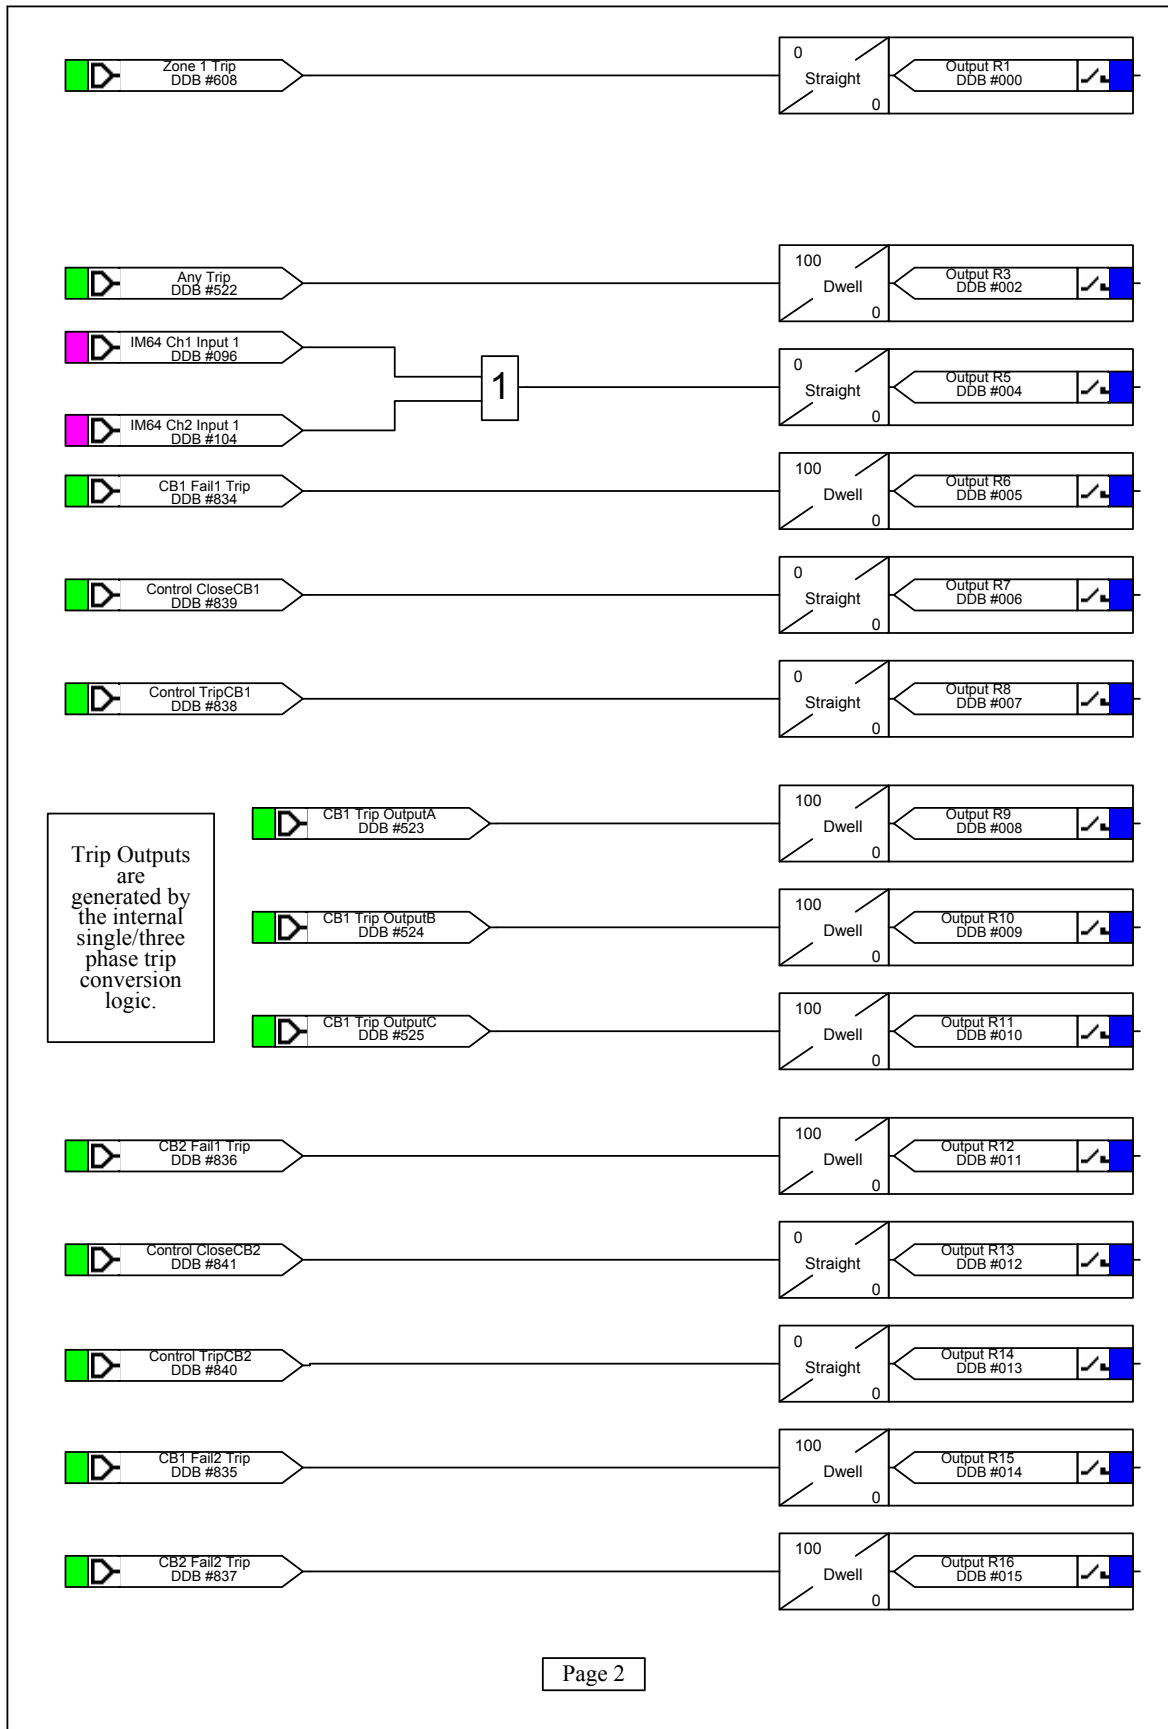 Zone 1 Trip
DDB #608
0
Straight
0
Output R1
DDB #000
Any Trip
DDB #522
100
Dwell
0
Output R3
DDB #002
IM64 Ch1 Input 1
DDB #096
IM64 Ch2 Input 1
DDB #104
1
0
Straight
0
Output R5
DDB #004
CB1 Fail1 Trip
DDB #834
100
Dwell
0
Output R6
DDB #005
Control CloseCB1
DDB #839
0
Straight
0
Output R7
DDB #006
Control TripCB1
DDB #838
0
Straight
0
Output R8
DDB #007
Trip Outputs
are
generated by
the internal
single/three
phase trip
conversion
logic.
CB1 Trip OutputA
DDB #523
100
Dwell
0
Output R9
DDB #008
CB1 Trip OutputB
DDB #524
100
Dwell
0
Output R10
DDB #009
CB1 Trip OutputC
DDB #525
100
Dwell
0
Output R11
DDB #010
CB2 Fail1 Trip
DDB #836
100
Dwell
0
Output R12
DDB #011
Control CloseCB2
DDB #841
0
Straight
0
Output R13
DDB #012
Control TripCB2
DDB #840
0
Straight
0
Output R14
DDB #013
CB1 Fail2 Trip
DDB #835
100
Dwell
0
Output R15
DDB #014
CB2 Fail2 Trip
DDB #837
100
Dwell
0
Output R16
DDB #015
Page 2